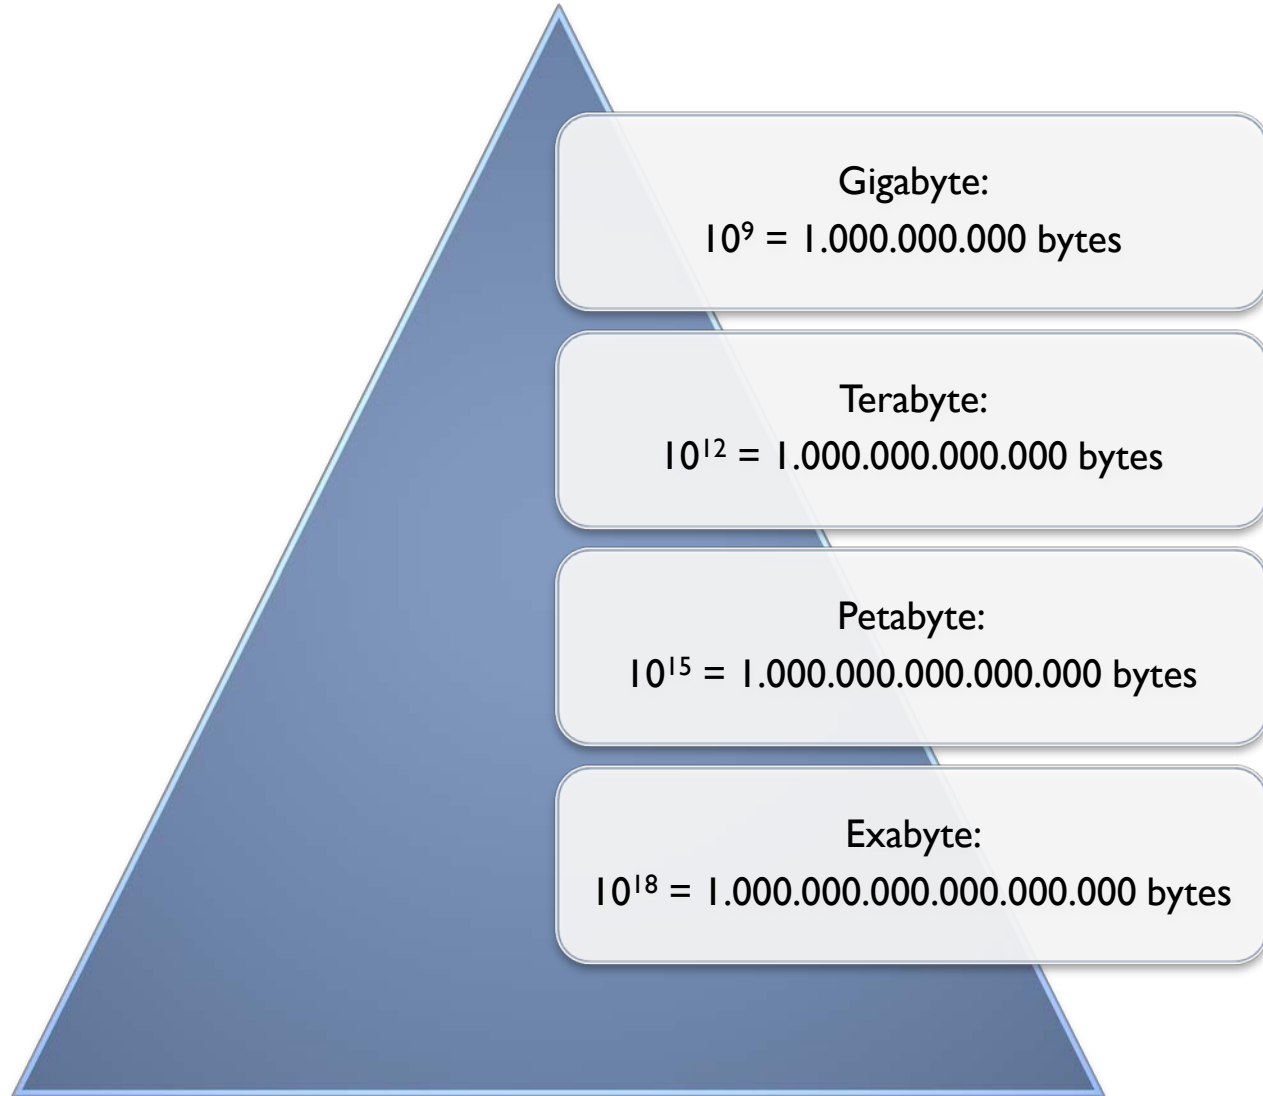 Gigabyte:
10⁹ = 1.000.000.000 bytes
Terabyte:
10¹² = 1.000.000.000.000 bytes
Petabyte:
10¹⁵ = 1.000.000.000.000.000 bytes
Exabyte:
10¹⁸ = 1.000.000.000.000.000.000 bytes